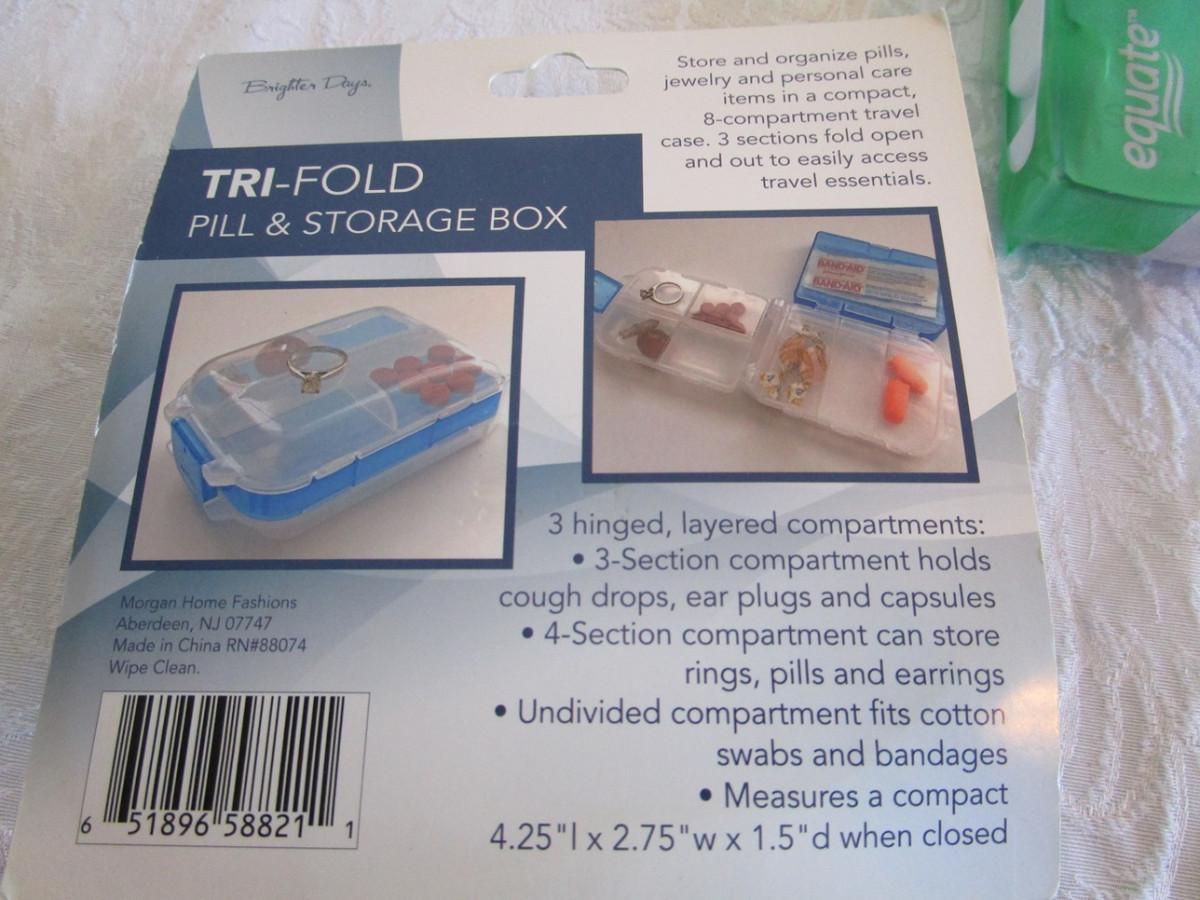 Brighter Days.
TRI-FOLD
PILL & STORAGE BOX
Store and organize pills,
jewelry and personal care
items in a compact,
8-compartment travel
case. 3 sections fold open
and out to easily access
travel essentials.
BAND-AID
BAND-AID
3 hinged, layered compartments:
• 3-Section compartment holds
cough drops, ear plugs and capsules
• 4-Section compartment can store
rings, pills and earrings
• Undivided compartment fits cotton
swabs and bandages
• Measures a compact
4.25"l x 2.75"w x 1.5"d when closed
Morgan Home Fashions
Aberdeen, NJ 07747
Made in China RN#88074
Wipe Clean.
6 51896 58821 1
equate™